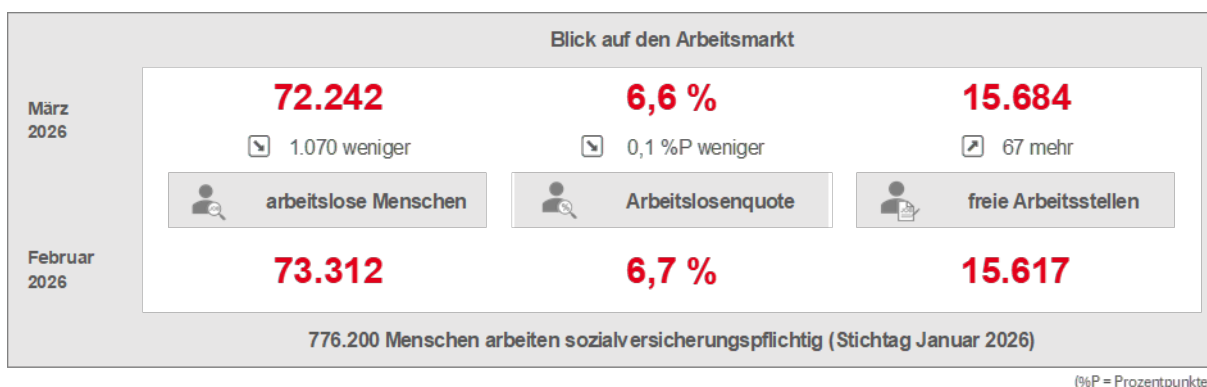 Blick auf den Arbeitsmarkt
März
2026
72.242
6,6 %
15.684
1.070 weniger
0,1 %P weniger
67 mehr
arbeitslose Menschen
Arbeitslosenquote
freie Arbeitsstellen
Februar
2026
73.312
6,7 %
15.617
776.200 Menschen arbeiten sozialversicherungspflichtig (Stichtag Januar 2026)
(%P = Prozentpunkte